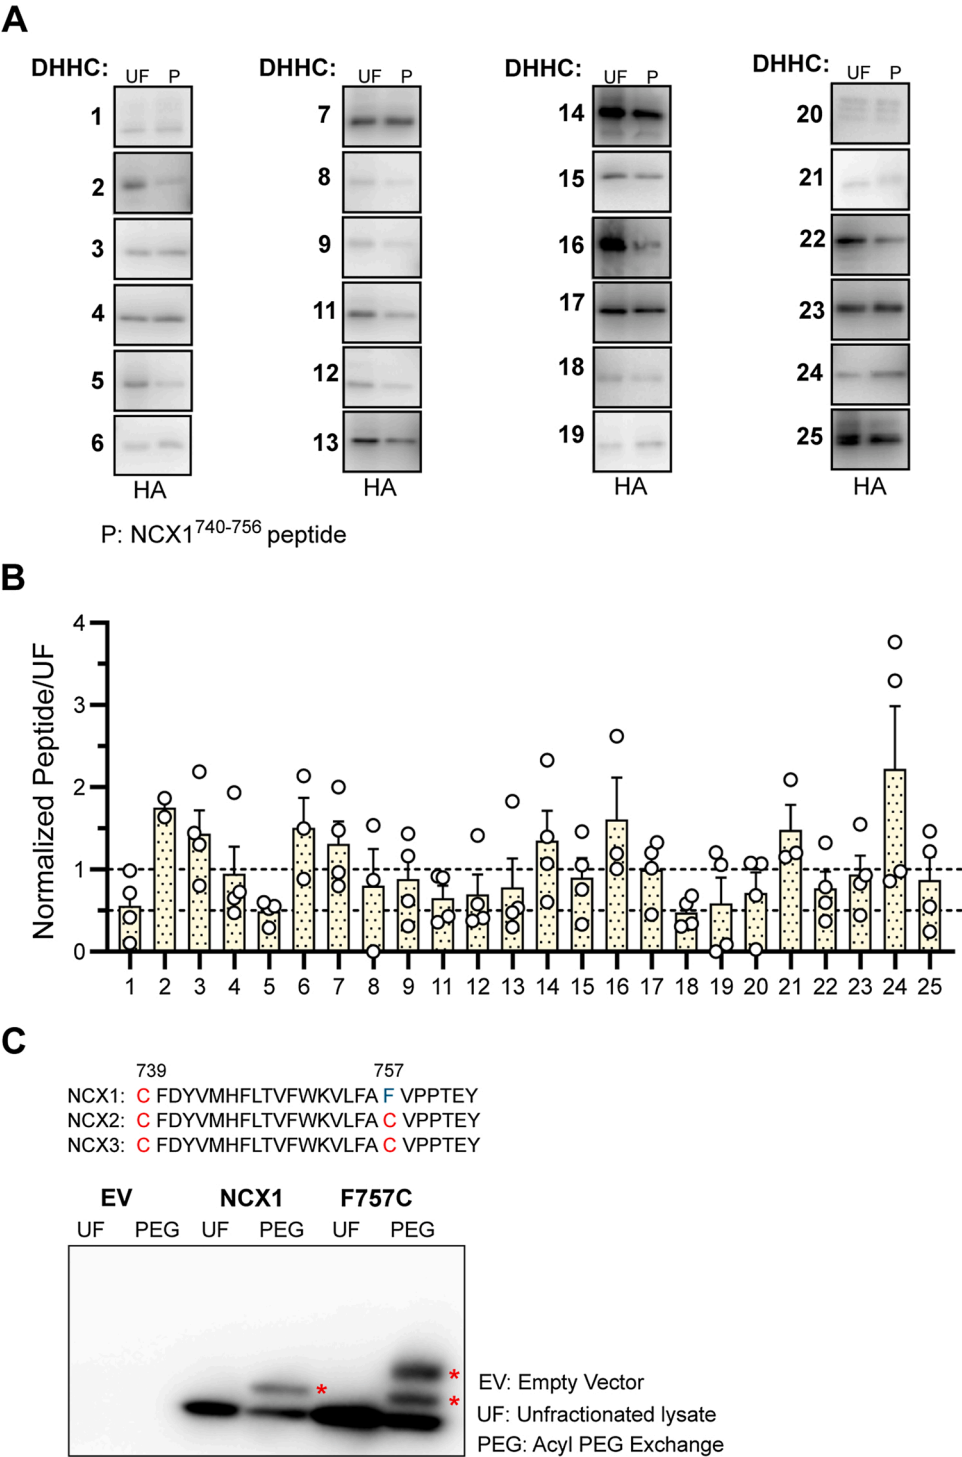 A
DHHC: UF P
1
2
3
4
5
6
HA
DHHC: UF P
7
8
9
11
12
13
HA
DHHC: UF P
14
15
16
17
18
19
HA
DHHC: UF P
20
21
22
23
24
25
HA
P: NCX1740-756 peptide
B
Normalized Peptide/UF
4
3
2
1
0
1 2 3 4 5 6 7 8 9 11 12 13 14 15 16 17 18 19 20 21 22 23 24 25
C
739 757
NCX1: C FDYVMHFLTVFWKVLFA F VPPTEY
NCX2: C FDYVMHFLTVFWKVLFA C VPPTEY
NCX3: C FDYVMHFLTVFWKVLFA C VPPTEY
EV NCX1 F757C
UF PEG UF PEG UF PEG
*
*
*
EV: Empty Vector
UF: Unfractionated lysate
PEG: Acyl PEG Exchange